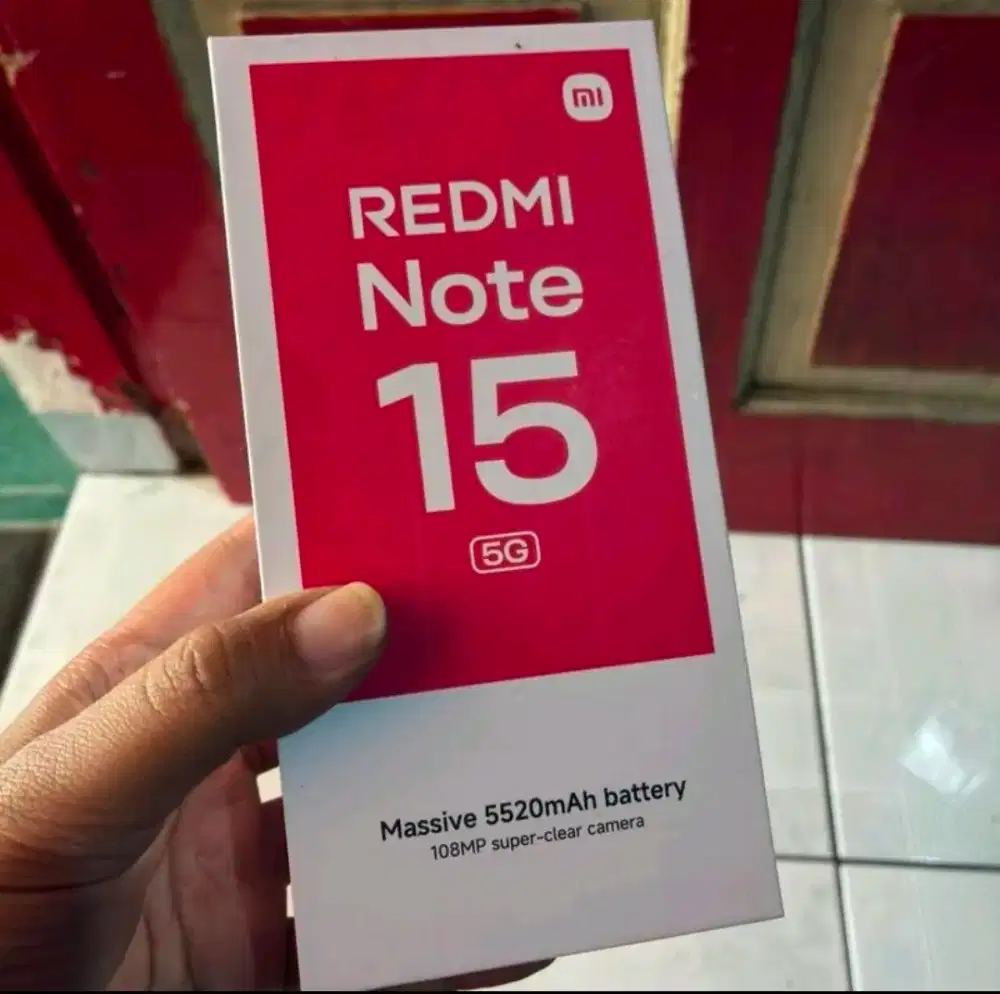 mi
REDMI
Note
15
5G
Massive 5520mAh battery
108MP super-clear camera